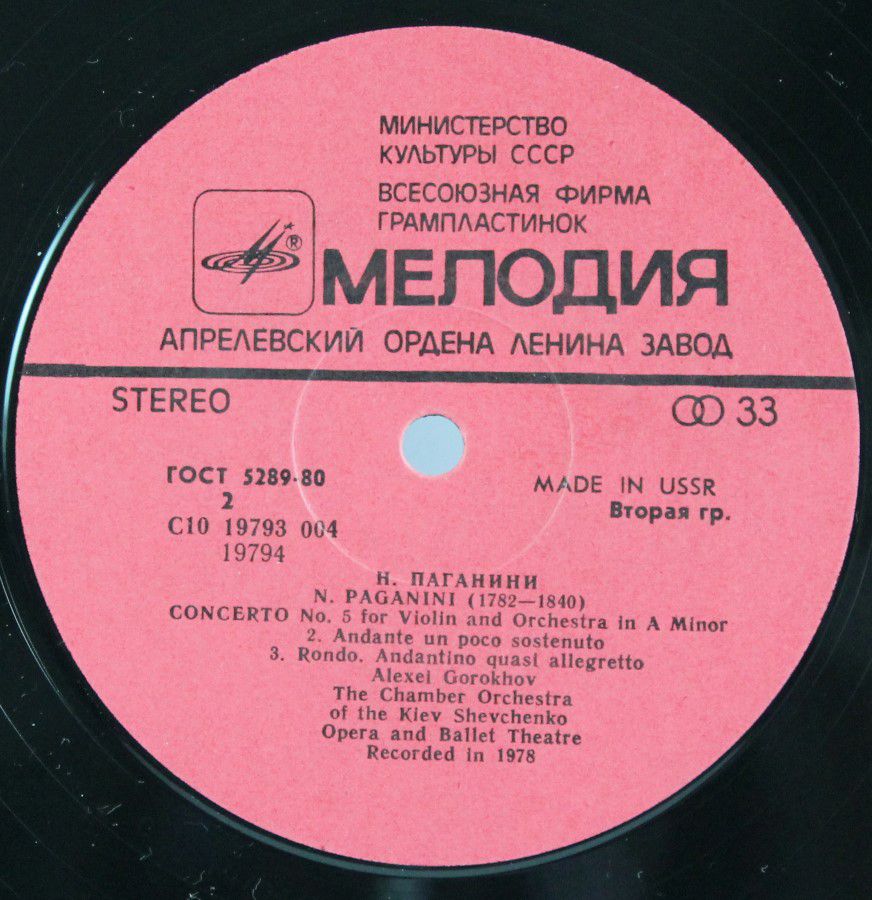 МИНИСТЕРСТВО
КУЛЬТУРЫ СССР
ВСЕСОЮЗНАЯ ФИРМА
ГРАМПЛАСТИНОК
®
МЕЛОДИЯ
АПРЕЛЕВСКИЙ ОРДЕНА ЛЕНИНА ЗАВОД
STEREO
33
ГОСТ 5289-80
MADE IN USSR
2
Вторая гр.
С10 19793 004
19794
Н. ПАГАНИНИ
N. PAGANINI (1782—1840)
CONCERTO No. 5 for Violin and Orchestra in A Minor
2. Andante un poco sostenuto
3. Rondo. Andantino quasi allegretto
Alexei Gorokhov
The Chamber Orchestra
of the Kiev Shevchenko
Opera and Ballet Theatre
Recorded in 1978